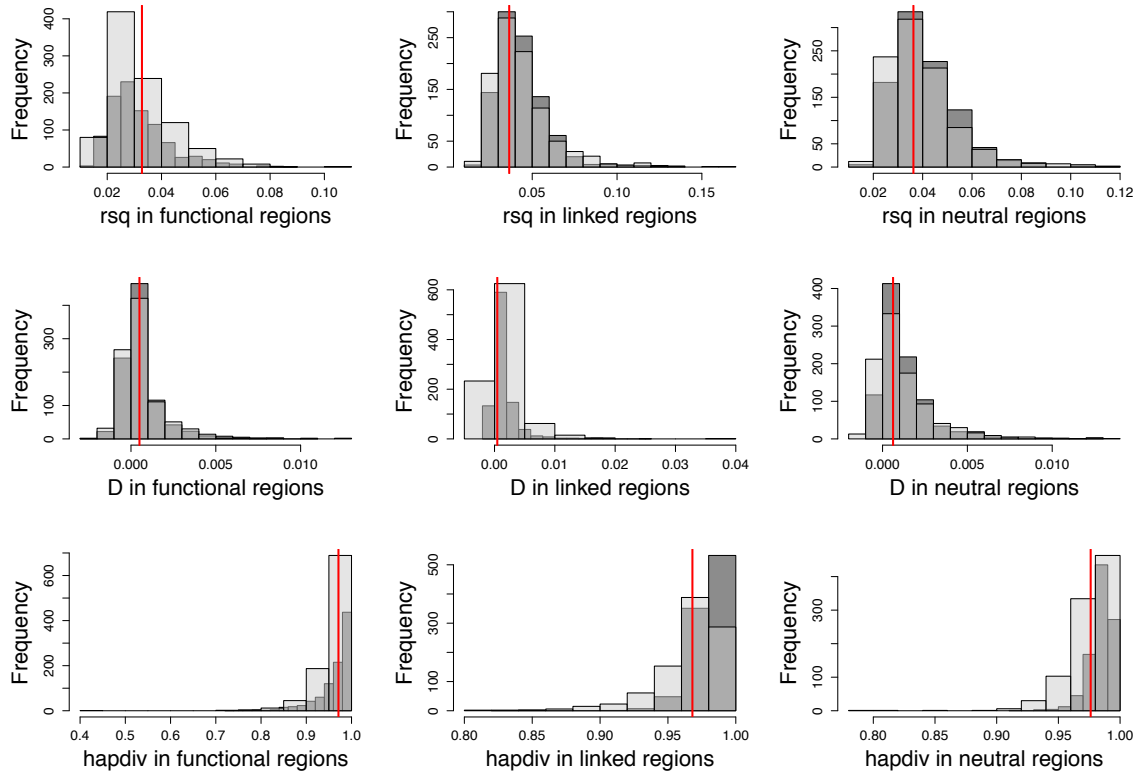 Frequency
400
300
200
100
0
0.02 0.04 0.06 0.08 0.10
rsq in functional regions
Frequency
250
150
50
0
0.05 0.10 0.15
rsq in linked regions
Frequency
250
150
50
0
0.02 0.04 0.06 0.08 0.10 0.12
rsq in neutral regions
Frequency
300
100
0
0.000 0.005 0.010
D in functional regions
Frequency
600
400
200
0
0.00 0.01 0.02 0.03 0.04
D in linked regions
Frequency
400
300
200
100
0
0.000 0.005 0.010
D in neutral regions
Frequency
600
400
200
0
0.4 0.5 0.6 0.7 0.8 0.9 1.0
hapdiv in functional regions
Frequency
500
300
100
0
0.80 0.85 0.90 0.95 1.00
hapdiv in linked regions
Frequency
300
100
0
0.80 0.85 0.90 0.95 1.00
hapdiv in neutral regions